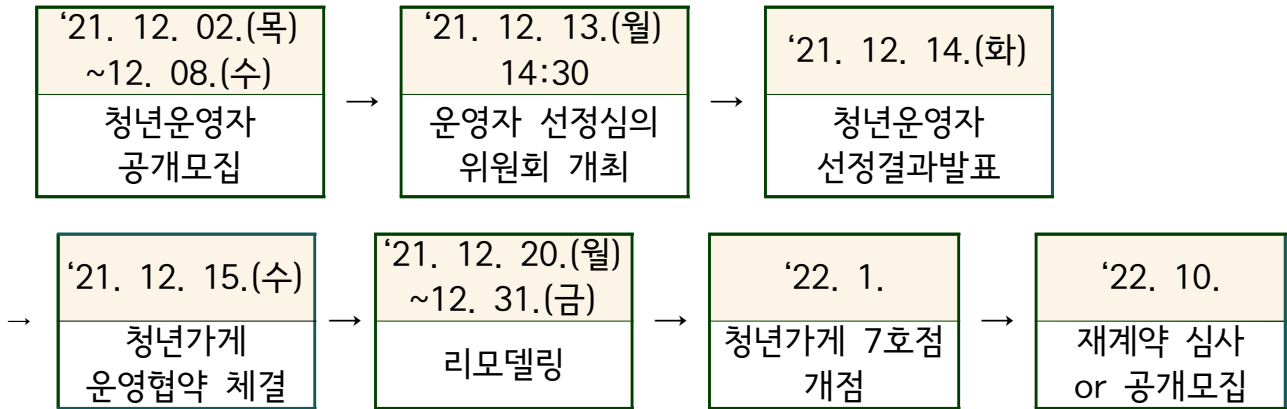 ‘21. 12. 02.(목)
~12. 08.(수)
청년운영자
공개모집
→
‘21. 12. 13.(월)
14:30
운영자 선정심의
위원회 개최
→
‘21. 12. 14.(화)
청년운영자
선정결과발표
→
‘21. 12. 15.(수)
청년가게
운영협약 체결
→
‘21. 12. 20.(월)
~12. 31.(금)
리모델링
→
‘22. 1.
청년가게 7호점
개점
→
‘22. 10.
재계약 심사
or 공개모집